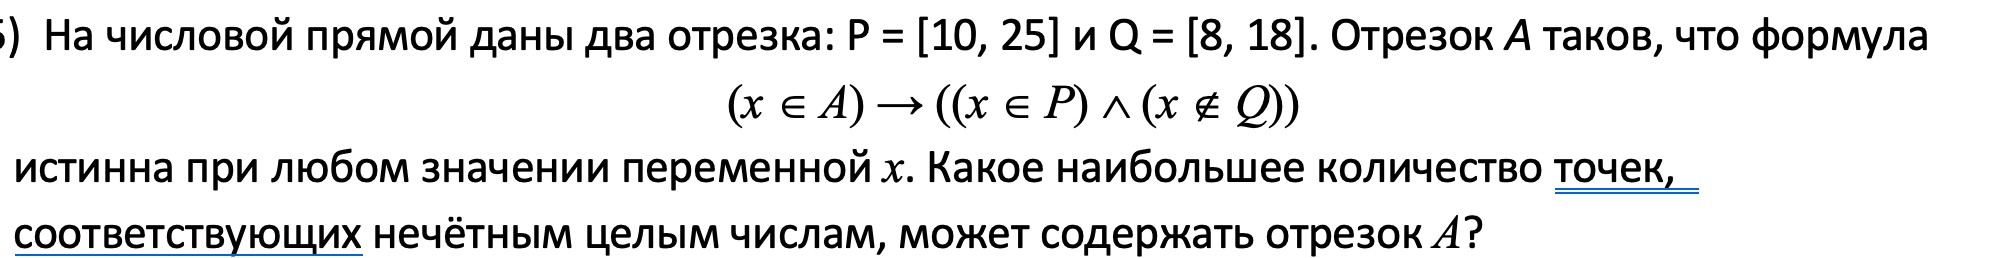 5) На числовой прямой даны два отрезка: P = [10, 25] и Q = [8, 18]. Отрезок A таков, что формула
(x ∈ A) → ((x ∈ P) ∧ (x ∉ Q))
истинна при любом значении переменной x. Какое наибольшее количество точек,
соответствующих нечётным целым числам, может содержать отрезок A?